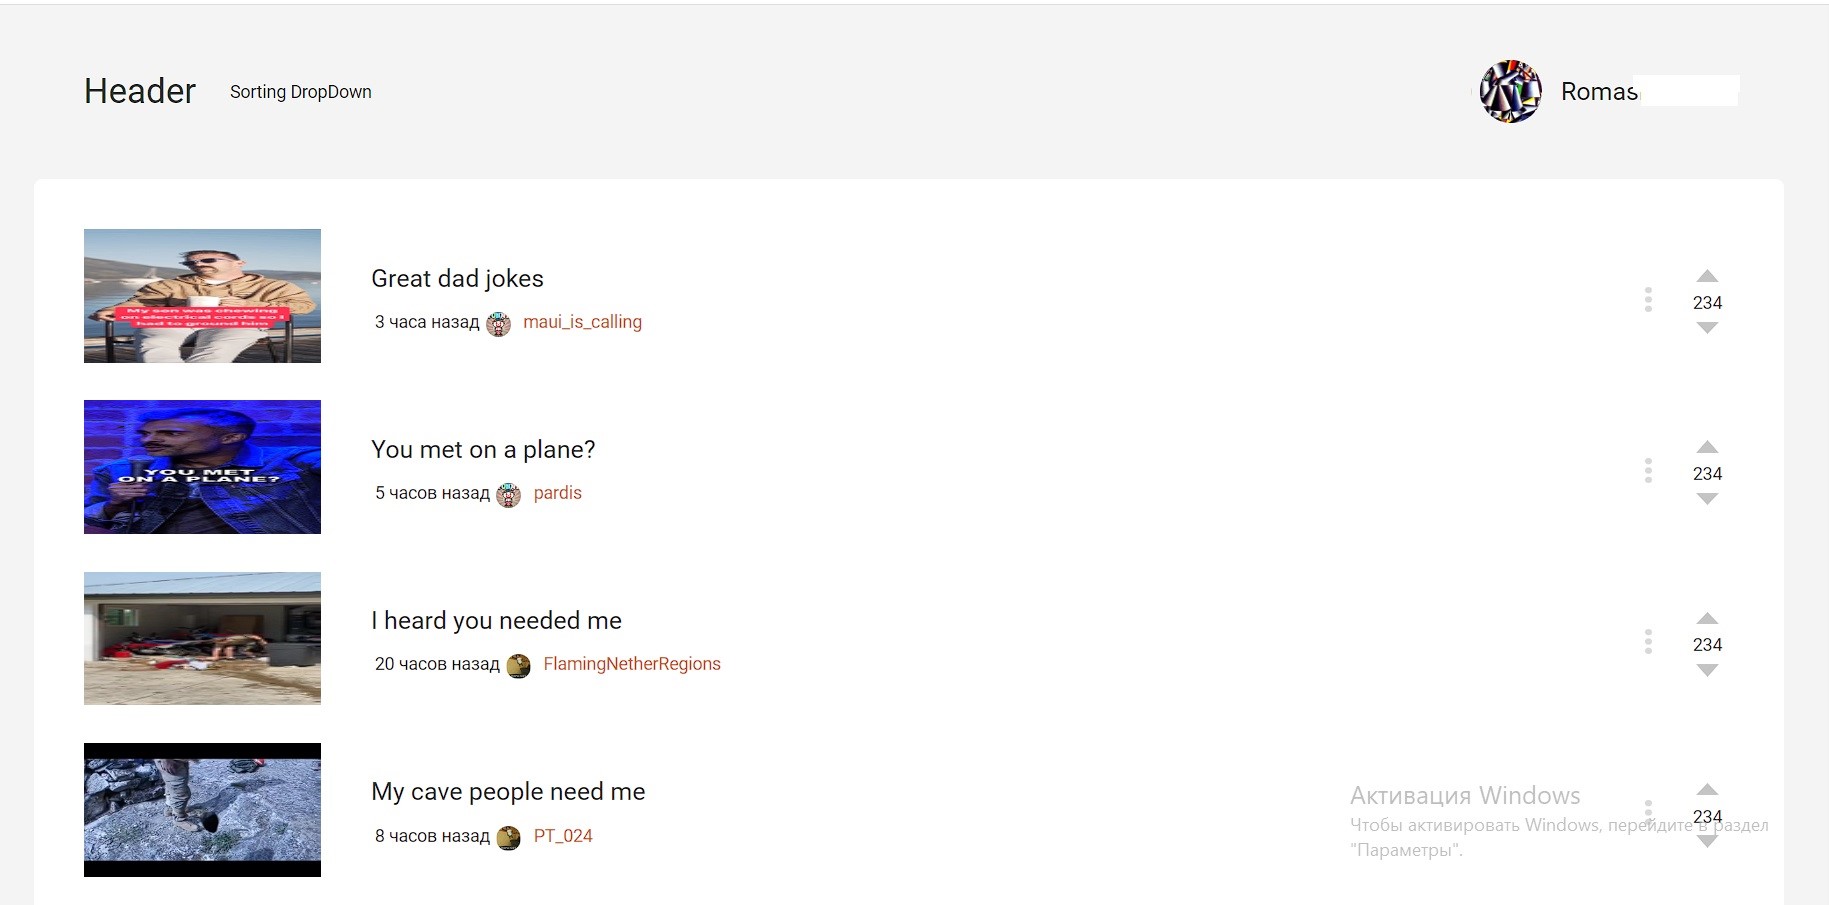 Header
Sorting DropDown
Romas
Great dad jokes
3 часа назад maui_is_calling
234
My son was chewing
on electrical cords so I
had to ground him
You met on a plane?
5 часов назад pardis
234
YOU MET
ON A PLANE?
I heard you needed me
20 часов назад FlamingNetherRegions
234
My cave people need me
8 часов назад PT_024
234
Активация Windows
Чтобы активировать Windows, перейдите в раздел
"Параметры".